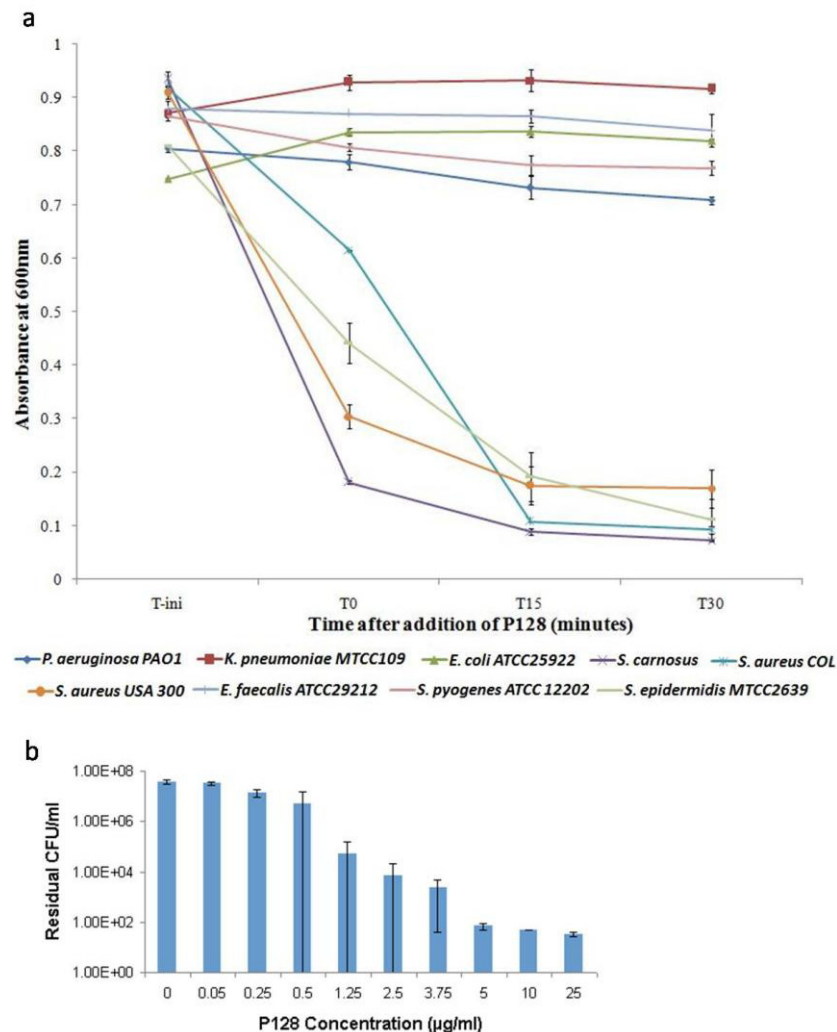 a
1
0.9
0.8
0.7
0.6
0.5
0.4
0.3
0.2
0.1
0
Absorbance at 600nm
T-ini T0 T15 T30
Time after addition of P128 (minutes)
P. aeruginosa PAO1 K. pneumoniae MTCC109 E. coli ATCC25922 S. carnosus S. aureus COL
S. aureus USA 300 E. faecalis ATCC29212 S. pyogenes ATCC 12202 S. epidermidis MTCC2639
b
1.00E+08
1.00E+06
1.00E+04
1.00E+02
1.00E+00
Residual CFU/ml
0 0.05 0.25 0.5 1.25 2.5 3.75 5 10 25
P128 Concentration (µg/ml)